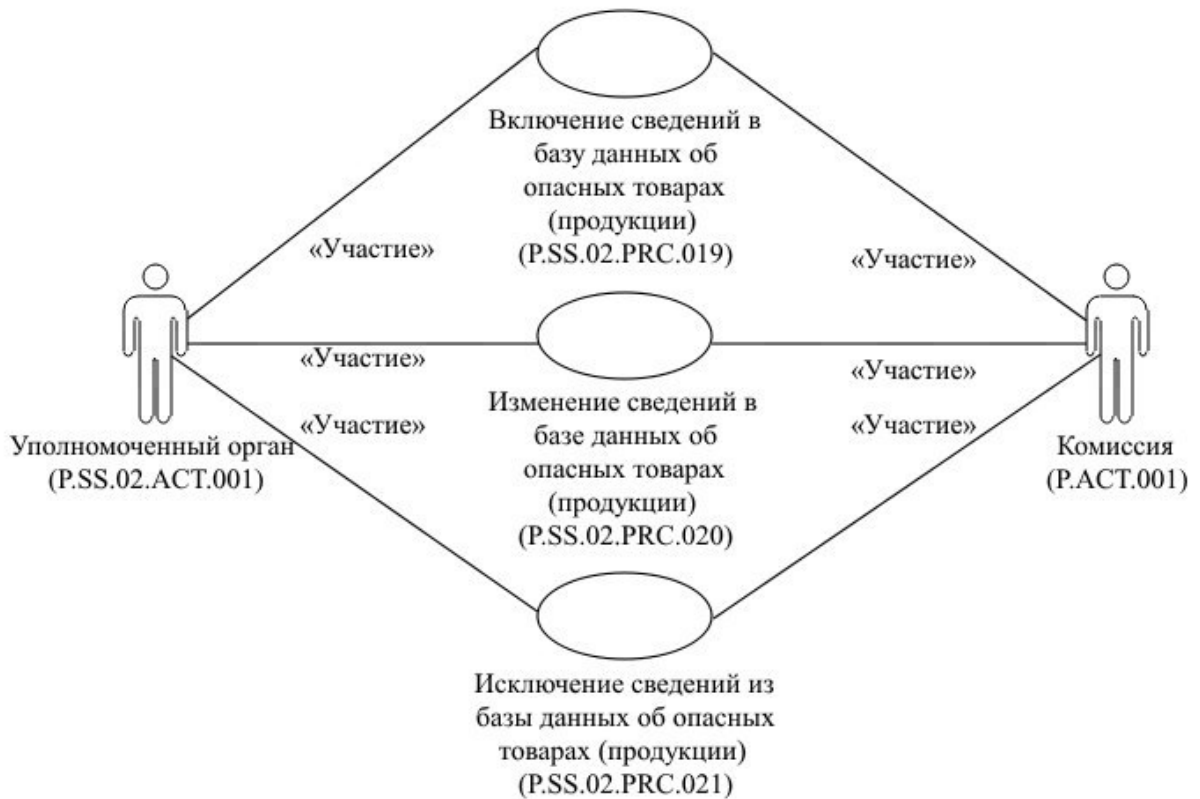 Включение сведений в
базу данных об
опасных товарах
(продукции)
(P.SS.02.PRC.019)
«Участие»
«Участие»
«Участие»
«Участие»
Изменение сведений в
базе данных об
опасных товарах
(продукции)
(P.SS.02.PRC.020)
«Участие»
«Участие»
Уполномоченный орган
(P.SS.02.ACT.001)
Комиссия
(P.ACT.001)
Исключение сведений из
базы данных об опасных
товарах (продукции)
(P.SS.02.PRC.021)